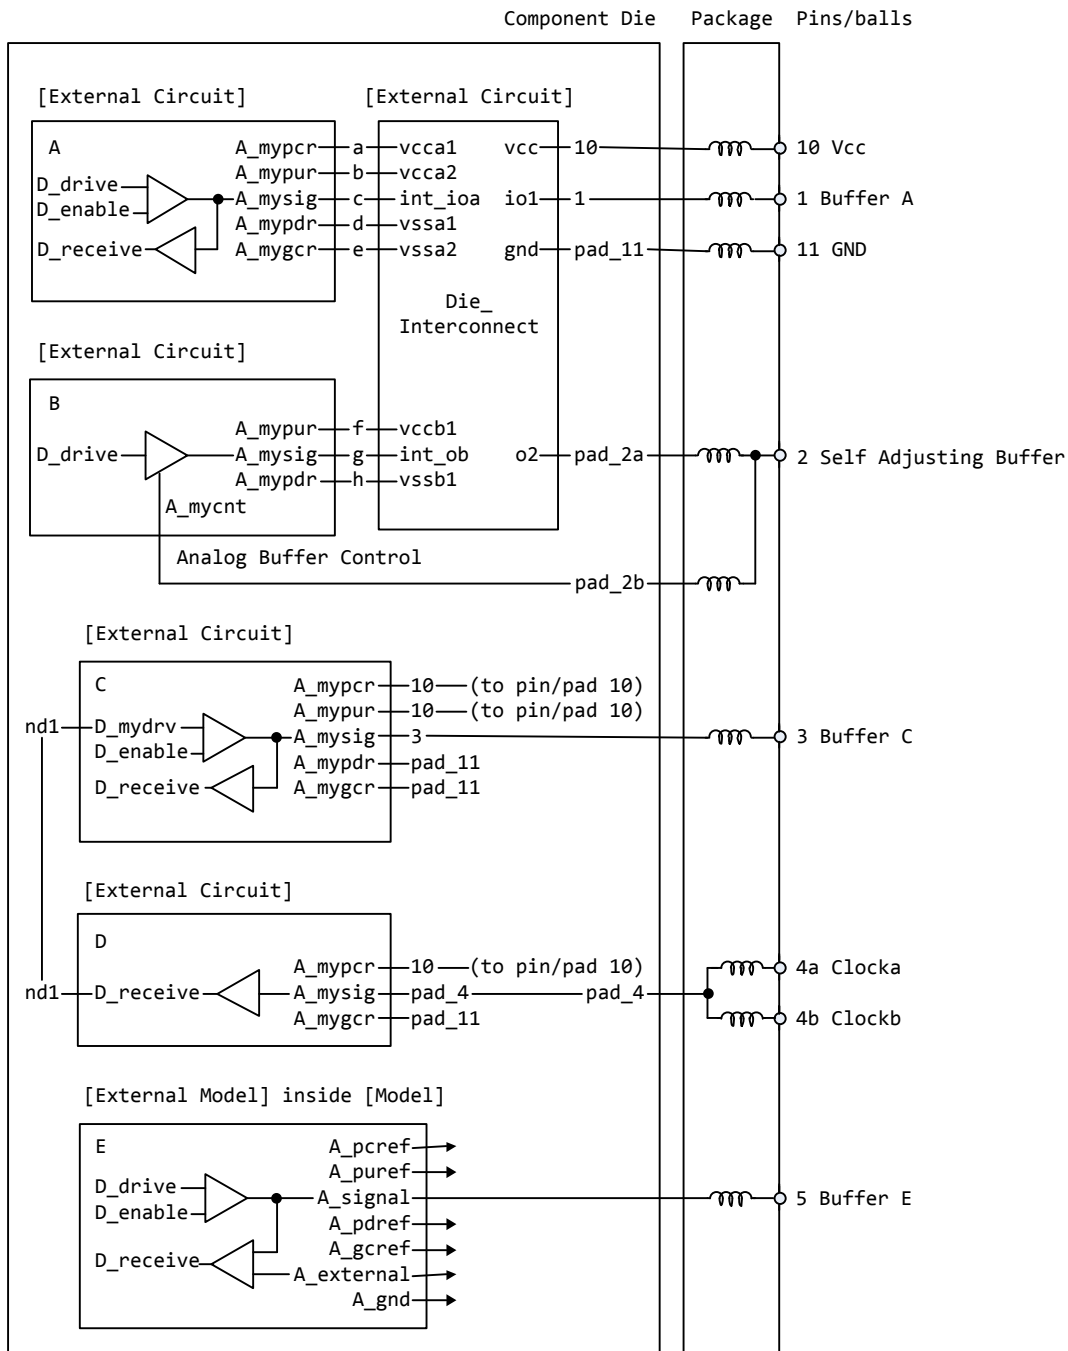 Component Die Package Pins/balls
[External Circuit] [External Circuit]
A A_mypcr a vcca1 vcc 10 10 Vcc
A_mypur b vcca2
D_drive
A_mysig c int_ioa io1 1 1 Buffer A
D_enable
A_mypdr d vssa1
D_receive A_mygcr e vssa2 gnd pad_11 11 GND
Die_
Interconnect
[External Circuit]
B
A_mypur f vccb1
D_drive A_mysig g int_ob o2 pad_2a 2 Self Adjusting Buffer
A_mypdr h vssb1
A_mycnt
Analog Buffer Control
pad_2b
[External Circuit]
C A_mypcr 10 (to pin/pad 10)
A_mypur 10 (to pin/pad 10)
nd1 D_mydrv
A_mysig 3 3 Buffer C
D_enable
A_mypdr pad_11
D_receive A_mygcr pad_11
[External Circuit]
D
A_mypcr 10 (to pin/pad 10) 4a Clocka
nd1 D_receive A_mysig pad_4 pad_4
A_mygcr pad_11 4b Clockb
[External Model] inside [Model]
E A_pcref
A_puref
D_drive
A_signal 5 Buffer E
D_enable
A_pdref
A_gcref
D_receive
A_external
A_gnd